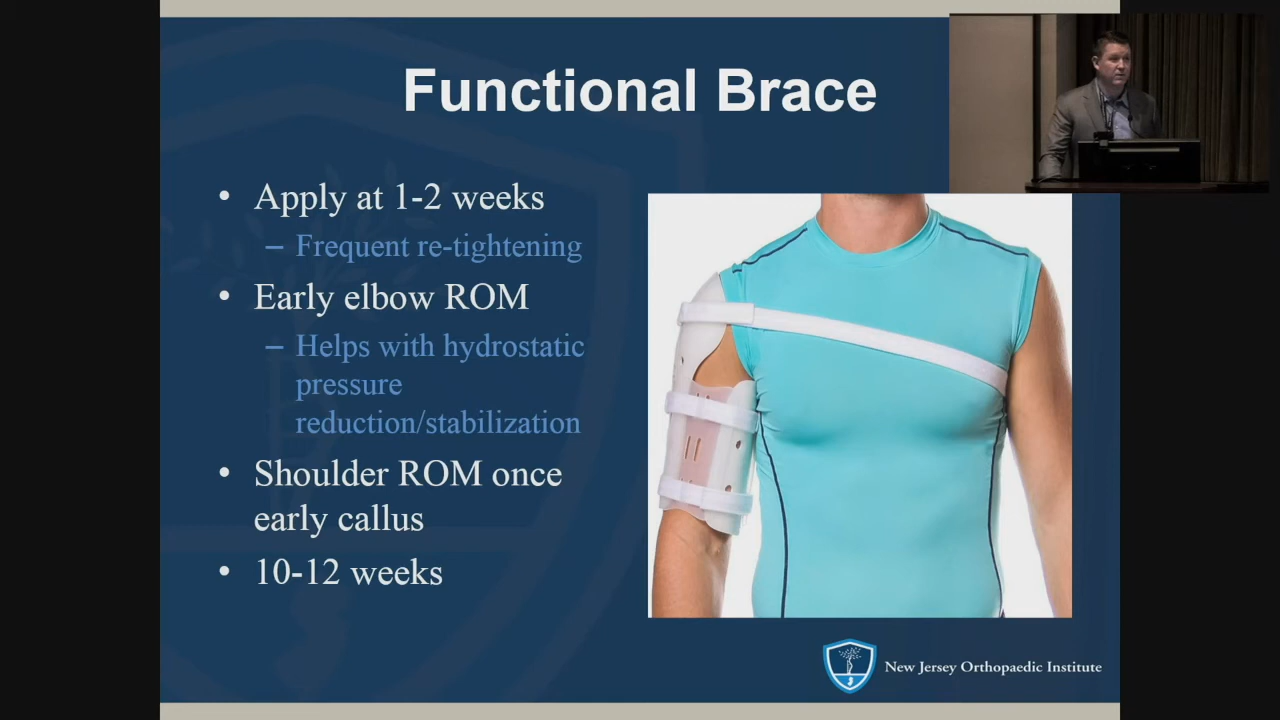 Functional Brace
• Apply at 1-2 weeks
– Frequent re-tightening
• Early elbow ROM
– Helps with hydrostatic
pressure
reduction/stabilization
• Shoulder ROM once
early callus
• 10-12 weeks
New Jersey Orthopaedic Institute